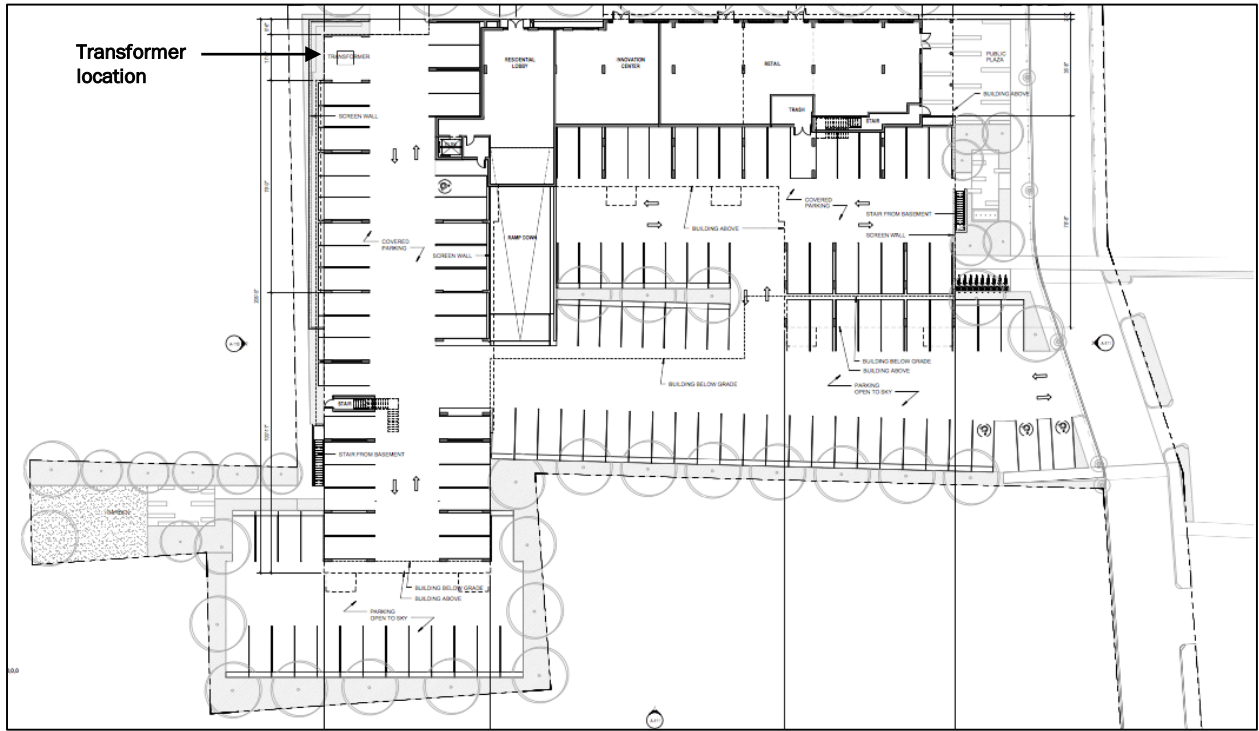 Transformer
location
TRANSFORMER
RESIDENTIAL
LOBBY
INNOVATION
CENTER
RETAIL
PUBLIC
PLAZA
BUILDING ABOVE
TRASH
STAIR
SCREEN WALL
COVERED
PARKING
STAIR FROM BASEMENT
BUILDING ABOVE
SCREEN WALL
RAMP DOWN
COVERED
PARKING
SCREEN WALL
BUILDING BELOW GRADE
BUILDING ABOVE
BUILDING BELOW GRADE
PARKING
OPEN TO SKY
STAIR
STAIR FROM BASEMENT
GARDEN
BUILDING BELOW GRADE
BUILDING ABOVE
PARKING
OPEN TO SKY